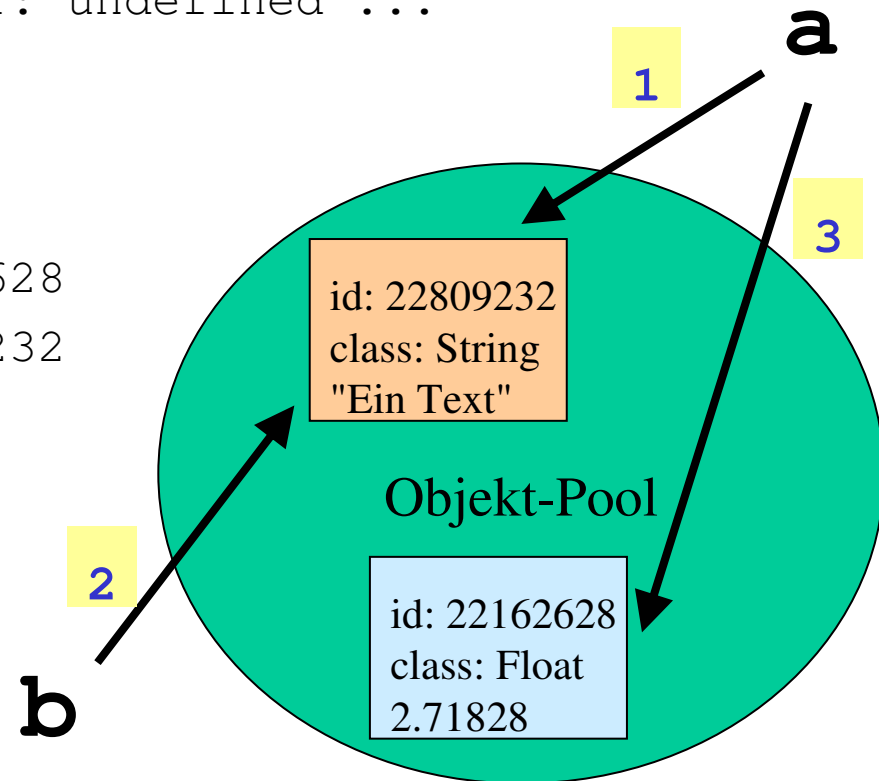 : undefined ...
a
1
3
628
232
id: 22809232
class: String
"Ein Text"
Objekt-Pool
2
id: 22162628
class: Float
2.71828
b